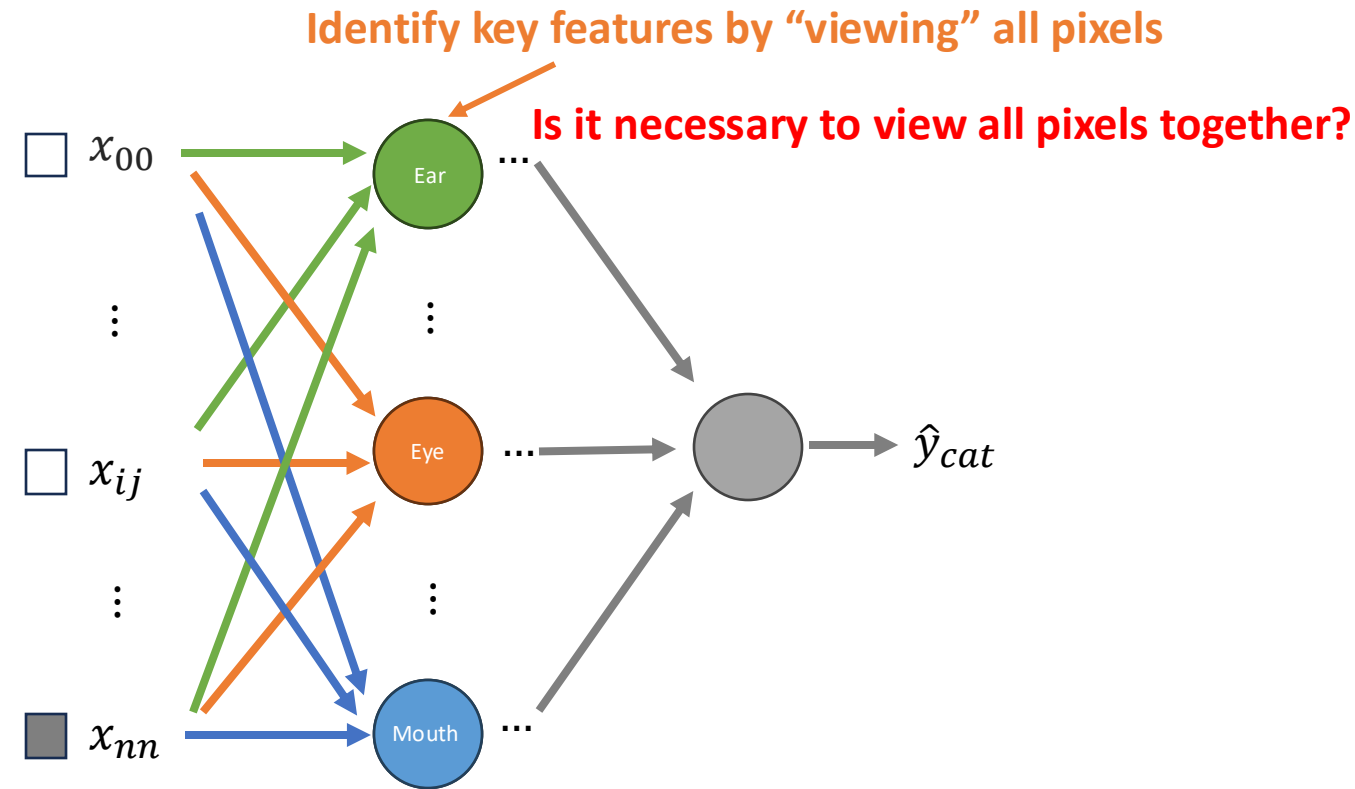 Identify key features by “viewing” all pixels
Is it necessary to view all pixels together?
x₀₀
Ear
...
⋮
⋮
xᵢⱼ
Eye
...
ŷ_cat
⋮
⋮
xₙₙ
Mouth
...